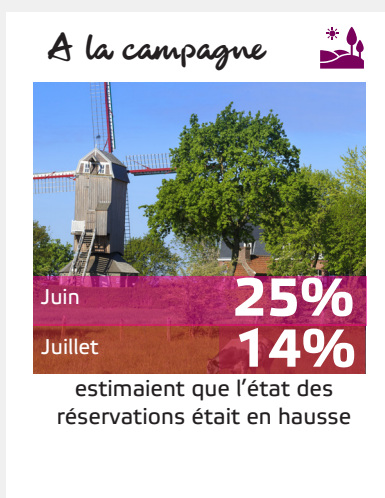 A la campagne
Juin 25%
Juillet 14%
estimaient que l'état des
réservations était en hausse